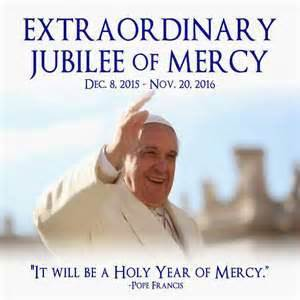 EXTRAORDINARY
JUBILEE OF MERCY
DEC. 8, 2015 - NOV. 20, 2016
"IT WILL BE A HOLY YEAR OF MERCY."
-POPE FRANCIS